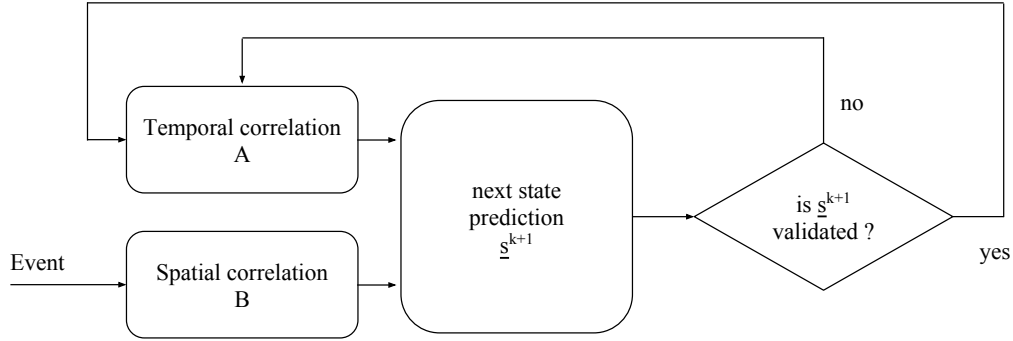 Temporal correlation
A
Event
Spatial correlation
B
next state
prediction
s̲ᵏ⁺¹
is s̲ᵏ⁺¹
validated ?
no
yes